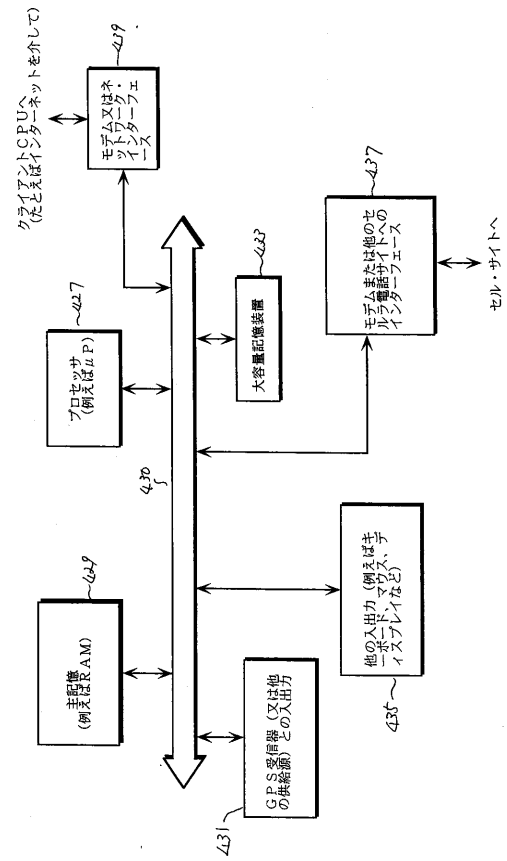 クライアントCPUへ
(たとえばインターネットを介して)
439
モデム又はネ
ットワーク・
インターフェ
ース
427
プロセッサ
(例えばμP)
429
主記憶
(例えばRAM)
430
433
大容量記憶装置
437
モデムまたは他のセ
ルラ電話サイトへの
インターフェース
セル・サイトへ
431
GPS受信器(又は他
の供給源)との入出力
435
他の入出力(例えばキ
ーボード、マウス、デ
ィスプレイなど)